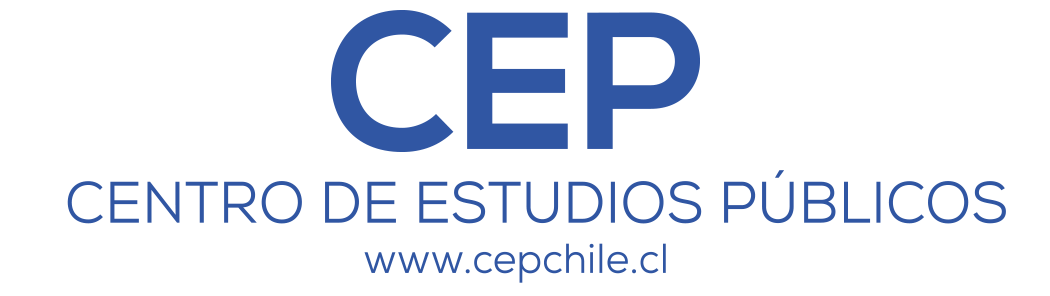 CEP
CENTRO DE ESTUDIOS PÚBLICOS
www.cepchile.cl